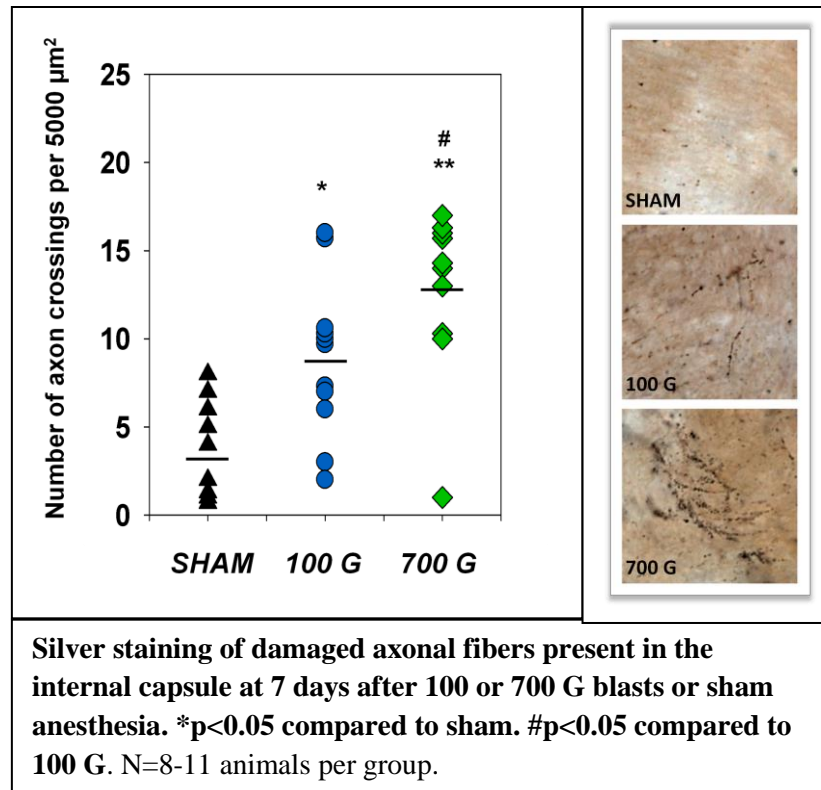 Number of axon crossings per 5000 µm²
25
20
15
10
5
0
*
#
**
SHAM 100 G 700 G
SHAM
100 G
700 G
Silver staining of damaged axonal fibers present in the
internal capsule at 7 days after 100 or 700 G blasts or sham
anesthesia. *p<0.05 compared to sham. #p<0.05 compared to
100 G. N=8-11 animals per group.